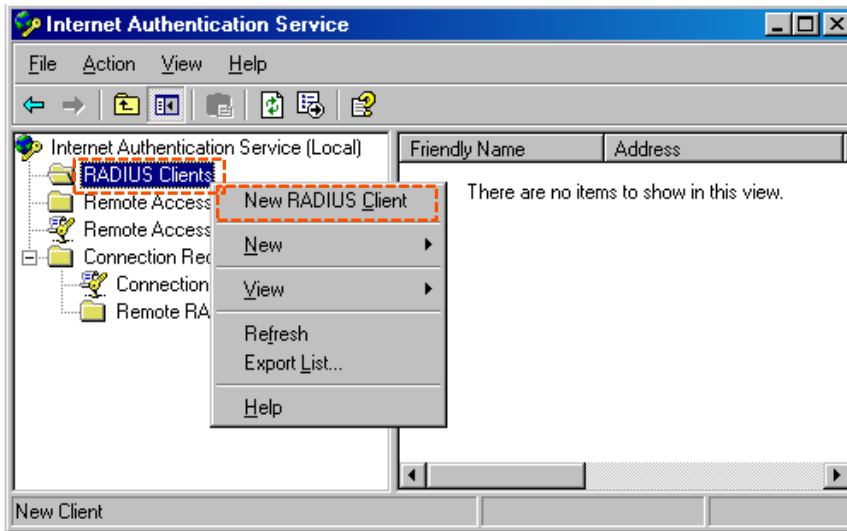 Internet Authentication Service
File Action View Help
Internet Authentication Service (Local)
RADIUS Clients
Remote Access
Remote Access
Connection Rec
Connection
Remote RA
New RADIUS Client
New
View
Refresh
Export List...
Help
Friendly Name Address
There are no items to show in this view.
New Client